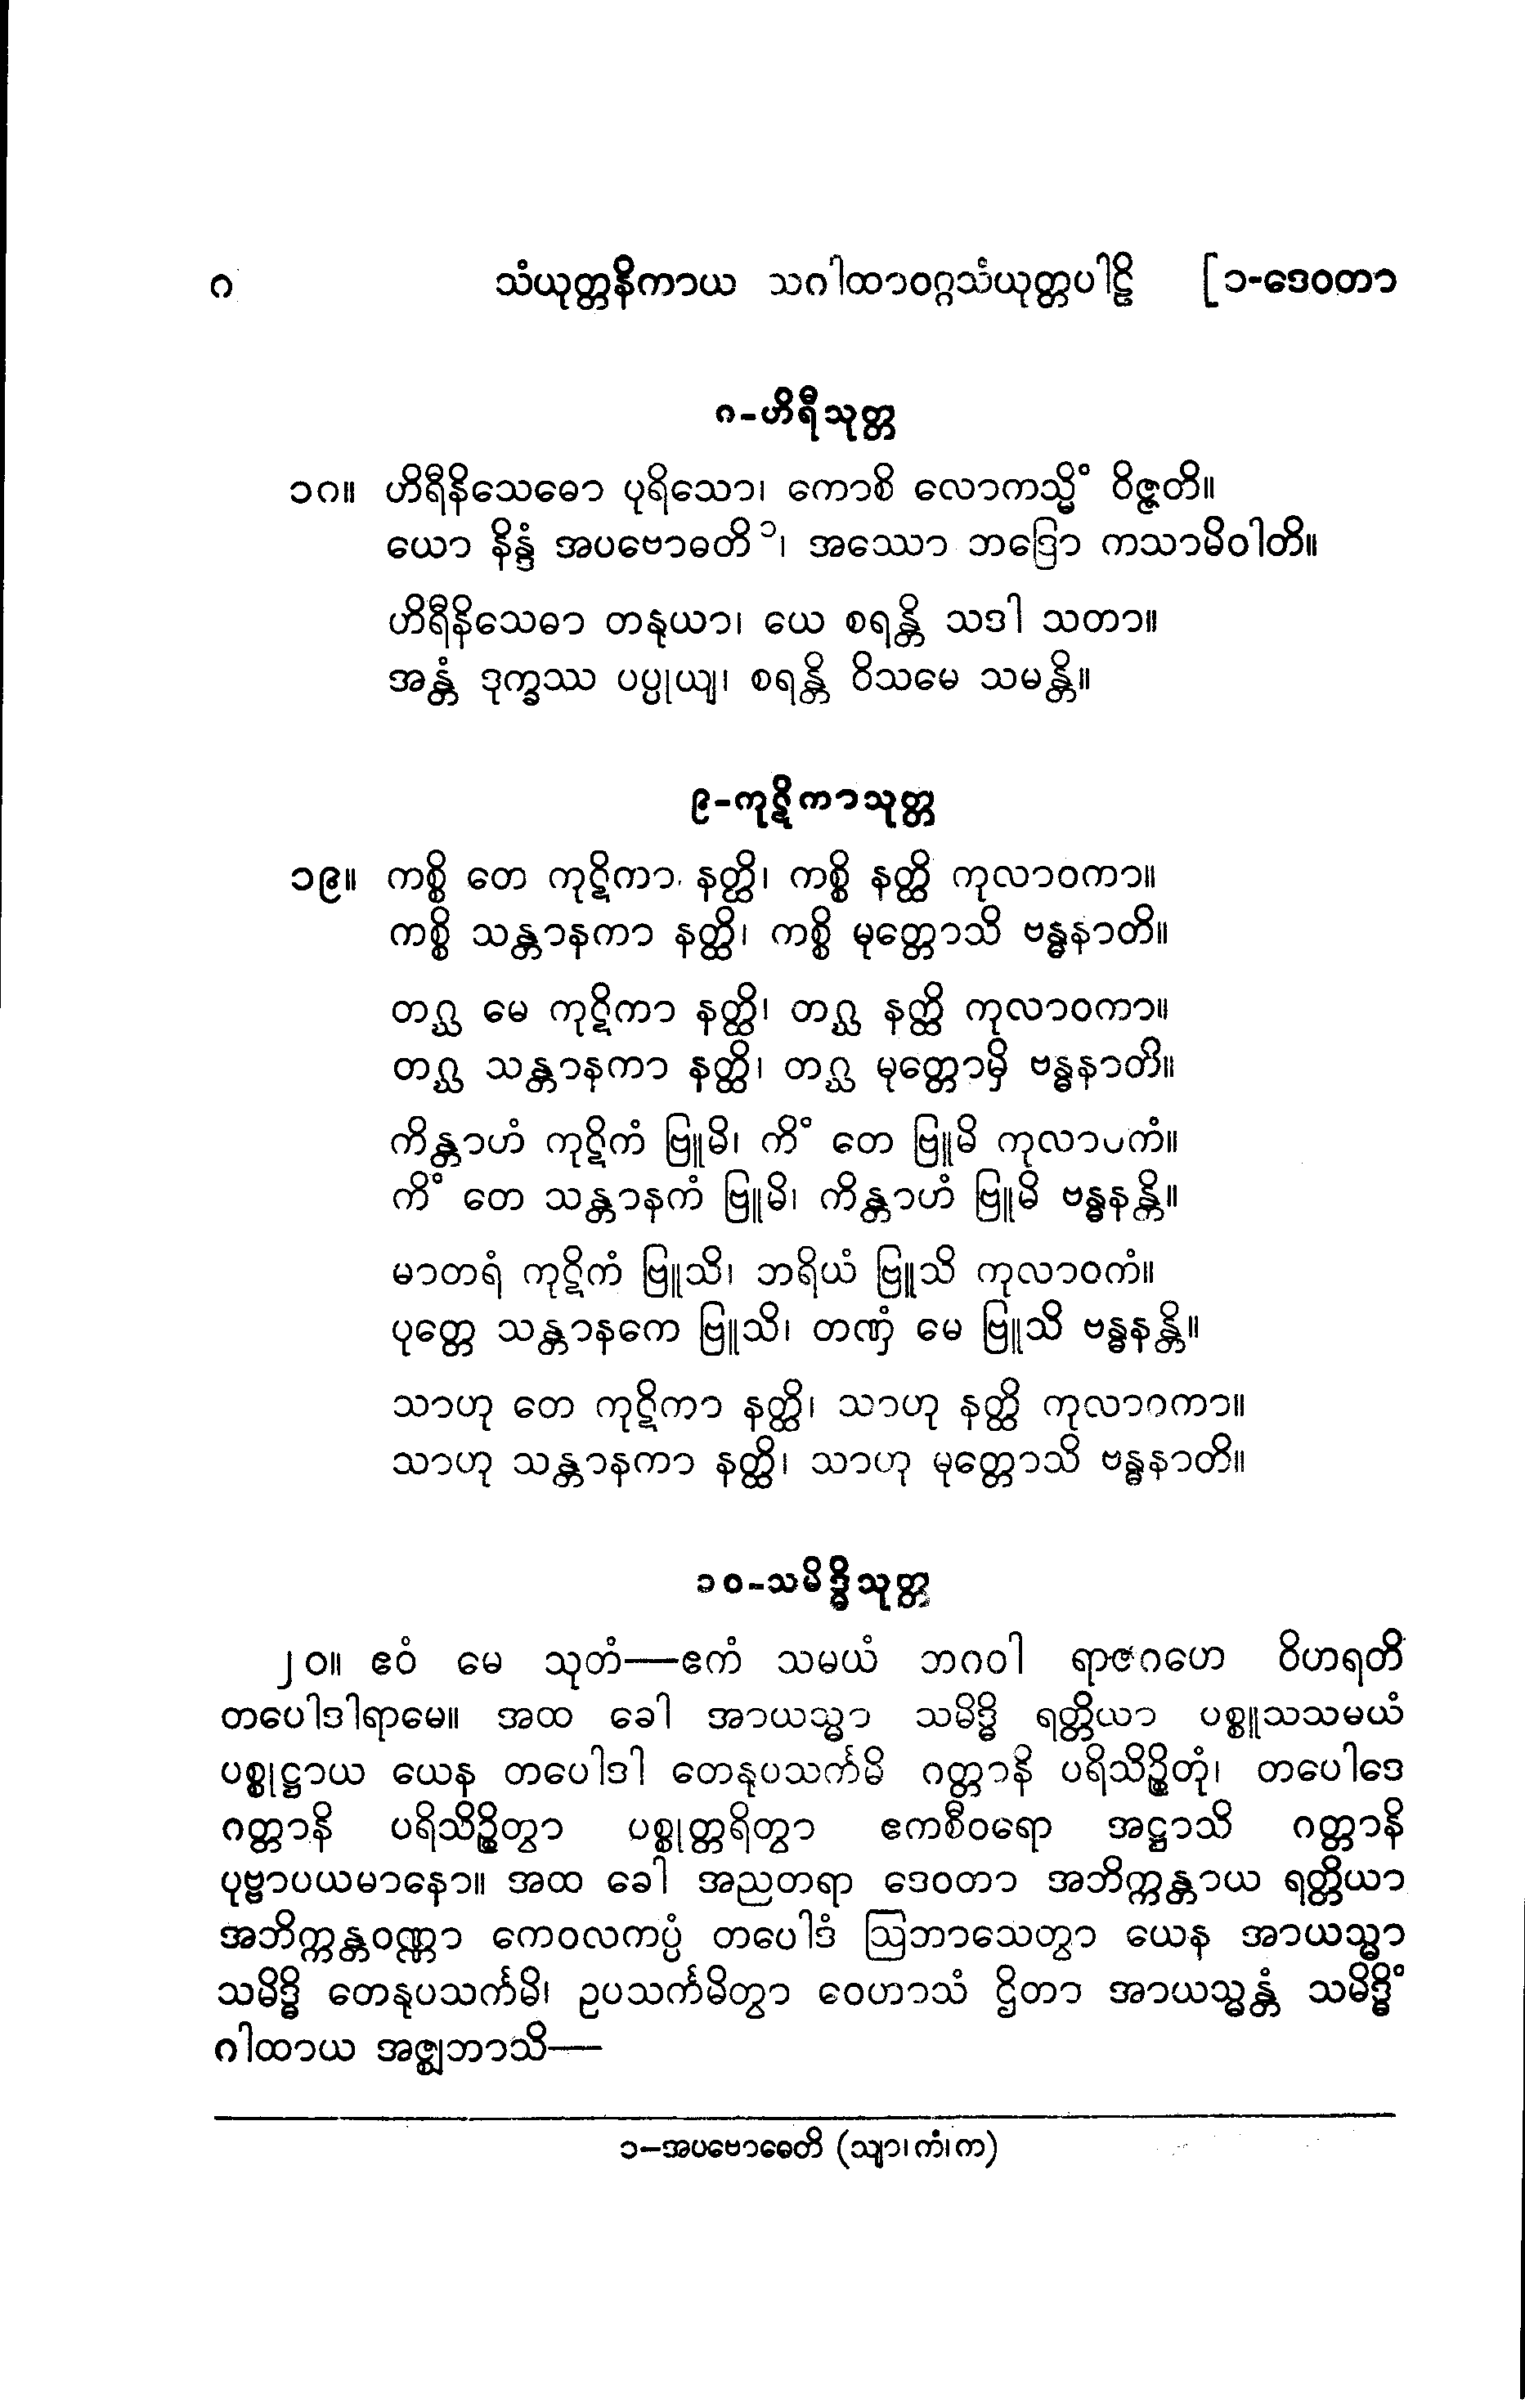 ၈ သံယုတ္တနိကာယ သဂါထာဝဂ္ဂသံယုတ္တပါဠိ [၁-ဒေဝတာ
၈-ဟိရီသုတ္တ
၁၈။ ဟိရီနိသေဓော ပုရိသော၊ ကောစိ လောကသ္မိံ ဝိဇ္ဇတိ။
ယော နိန္ဒံ အပဗောဓတိ ၁၊ အဿော ဘဒြော ကသာမိဝါတိ။
ဟိရီနိသေဓာ တနုယာ၊ ယေ စရန္တိ သဒါ သတာ။
အန္တံ ဒုက္ခဿ ပပ္ပုယျ၊ စရန္တိ ဝိသမေ သမန္တိ။
၉-ကုဋိကာသုတ္တ
၁၉။ ကစ္စိ တေ ကုဋိကာ နတ္ထိ၊ ကစ္စိ နတ္ထိ ကုလာဝကာ။
ကစ္စိ သန္တာနကာ နတ္ထိ၊ ကစ္စိ မုတ္တောသိ ဗန္ဓနာတိ။
တဂ္ဃ မေ ကုဋိကာ နတ္ထိ၊ တဂ္ဃ နတ္ထိ ကုလာဝကာ။
တဂ္ဃ သန္တာနကာ နတ္ထိ၊ တဂ္ဃ မုတ္တောမှိ ဗန္ဓနာတိ။
ကိန္တာဟံ ကုဋိကံ ဗြူမိ၊ ကိံ တေ ဗြူမိ ကုလာဝကံ။
ကိံ တေ သန္တာနကံ ဗြူမိ၊ ကိန္တာဟံ ဗြူမိ ဗန္ဓနန္တိ။
မာတရံ ကုဋိကံ ဗြူသိ၊ ဘရိယံ ဗြူသိ ကုလာဝကံ။
ပုတ္တေ သန္တာနကေ ဗြူသိ၊ တဏှံ မေ ဗြူသိ ဗန္ဓနန္တိ။
သာဟု တေ ကုဋိကာ နတ္ထိ၊ သာဟု နတ္ထိ ကုလာဝကာ။
သာဟု သန္တာနကာ နတ္ထိ၊ သာဟု မုတ္တောသိ ဗန္ဓနာတိ။
၁၀-သမိဒ္ဓိသုတ္တ
၂၀။ ဧဝံ မေ သုတံ—ဧကံ သမယံ ဘဂဝါ ရာဇဂဟေ ဝိဟရတိ
တပေါဒါရာမေ။ အထ ခေါ အာယသ္မာ သမိဒ္ဓိ ရတ္တိယာ ပစ္စူသသမယံ
ပစ္စုဋ္ဌာယ ယေန တပေါဒါ တေနုပသင်္ကမိ ဂတ္တာနိ ပရိသိဉ္စိတုံ၊ တပေါဒေ
ဂတ္တာနိ ပရိသိဉ္စိတွာ ပစ္စုတ္တရိတွာ ဧကစီဝရော အဋ္ဌာသိ ဂတ္တာနိ
ပုဗ္ဗာပယမာနော။ အထ ခေါ အညတရာ ဒေဝတာ အဘိက္ကန္တာယ ရတ္တိယာ
အဘိက္ကန္တဝဏ္ဏာ ကေဝလကပ္ပံ တပေါဒံ ဩဘာသေတွာ ယေန အာယသ္မာ
သမိဒ္ဓိ တေနုပသင်္ကမိ၊ ဥပသင်္ကမိတွာ ဝေဟာသံ ဌိတာ အာယသ္မန္တံ သမိဒ္ဓိံ
ဂါထာယ အဇ္ဈဘာသိ—
၁—အပဗောဓေတိ (သျာ၊ကံ၊က)